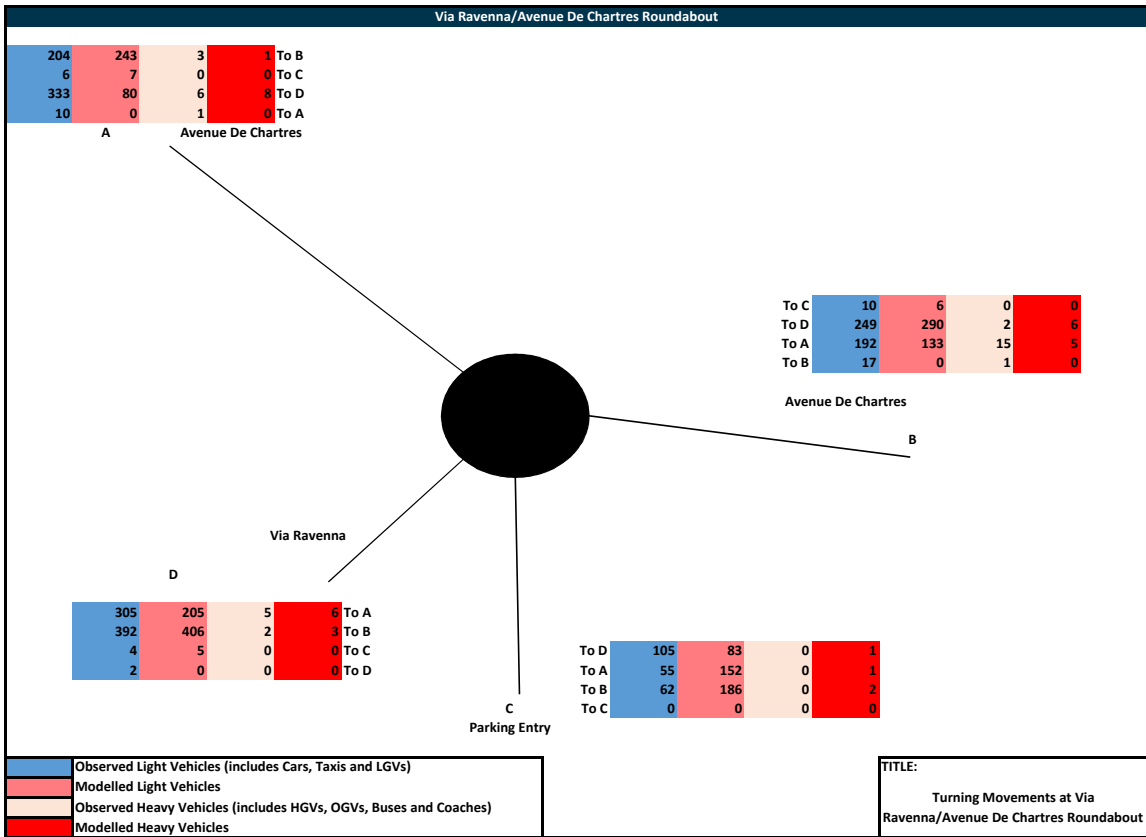 Via Ravenna/Avenue De Chartres Roundabout
204 243 3 1 To B
6 7 0 0 To C
333 80 6 8 To D
10 0 1 0 To A
A Avenue De Chartres
To C 10 6 0 0
To D 249 290 2 6
To A 192 133 15 5
To B 17 0 1 0
Avenue De Chartres
B
Via Ravenna
D
305 205 5 6 To A
392 406 2 3 To B
4 5 0 0 To C
2 0 0 0 To D
To D 105 83 0 1
To A 55 152 0 1
To B 62 186 0 2
To C 0 0 0 0
C
Parking Entry
Observed Light Vehicles (includes Cars, Taxis and LGVs)
Modelled Light Vehicles
Observed Heavy Vehicles (includes HGVs, OGVs, Buses and Coaches)
Modelled Heavy Vehicles
TITLE:
Turning Movements at Via
Ravenna/Avenue De Chartres Roundabout